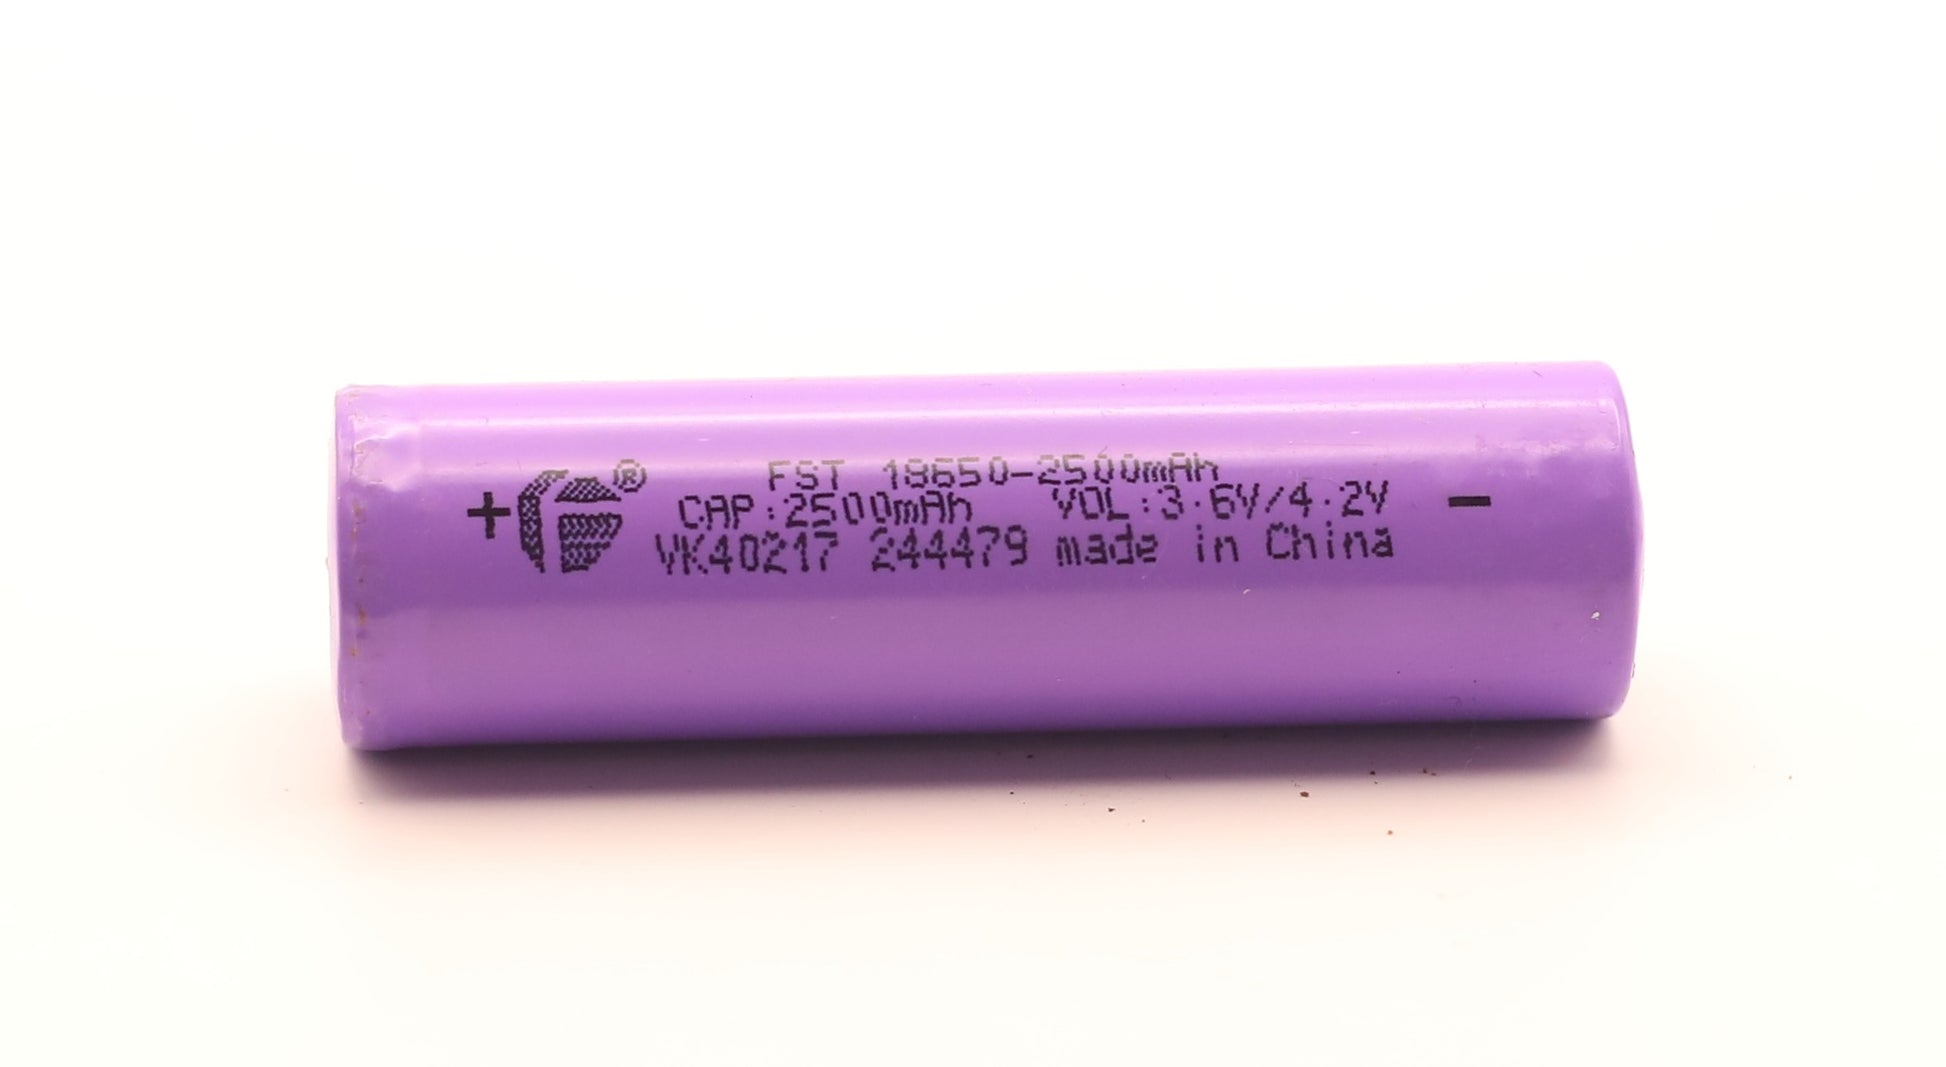 FST 18650-2500mAh
+ ® CAP:2500mAh VOL:3.6V/4.2V -
VK40217 244479 made in China